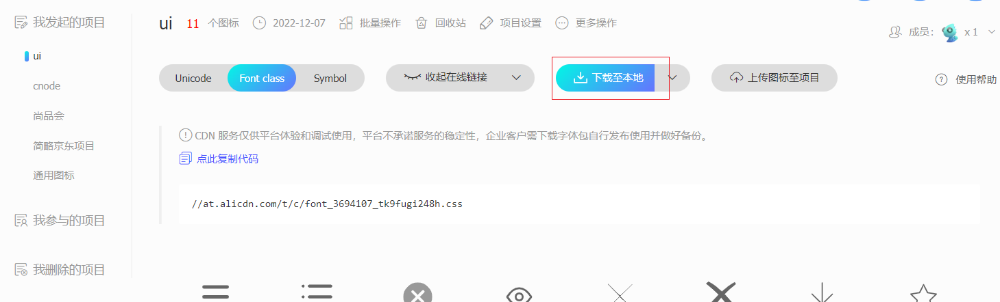 我发起的项目
ui
cnode
尚品会
简略京东项目
通用图标
我参与的项目
我删除的项目
ui 11 个图标 2022-12-07 批量操作 回收站 项目设置 更多操作
成员： x 1
Unicode Font class Symbol 收起在线链接 下载至本地 上传图标至项目
使用帮助
CDN 服务仅供平台体验和调试使用，平台不承诺服务的稳定性，企业客户需下载字体包自行发布使用并做好备份。
点此复制代码
//at.alicdn.com/t/c/font_3694107_tk9fugi248h.css